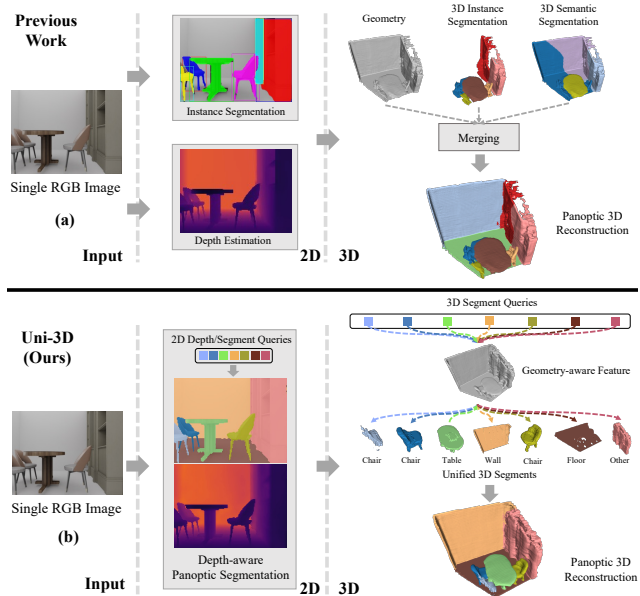 Previous
Work
Single RGB Image
(a)
Input
Instance Segmentation
Depth Estimation
2D
3D
Geometry
3D Instance
Segmentation
3D Semantic
Segmentation
Merging
Panoptic 3D
Reconstruction
Uni-3D
(Ours)
Single RGB Image
(b)
Input
2D Depth/Segment Queries
Depth-aware
Panoptic Segmentation
2D
3D
3D Segment Queries
Geometry-aware Feature
Chair
Chair
Table
Wall
Chair
Floor
Other
Unified 3D Segments
Panoptic 3D
Reconstruction